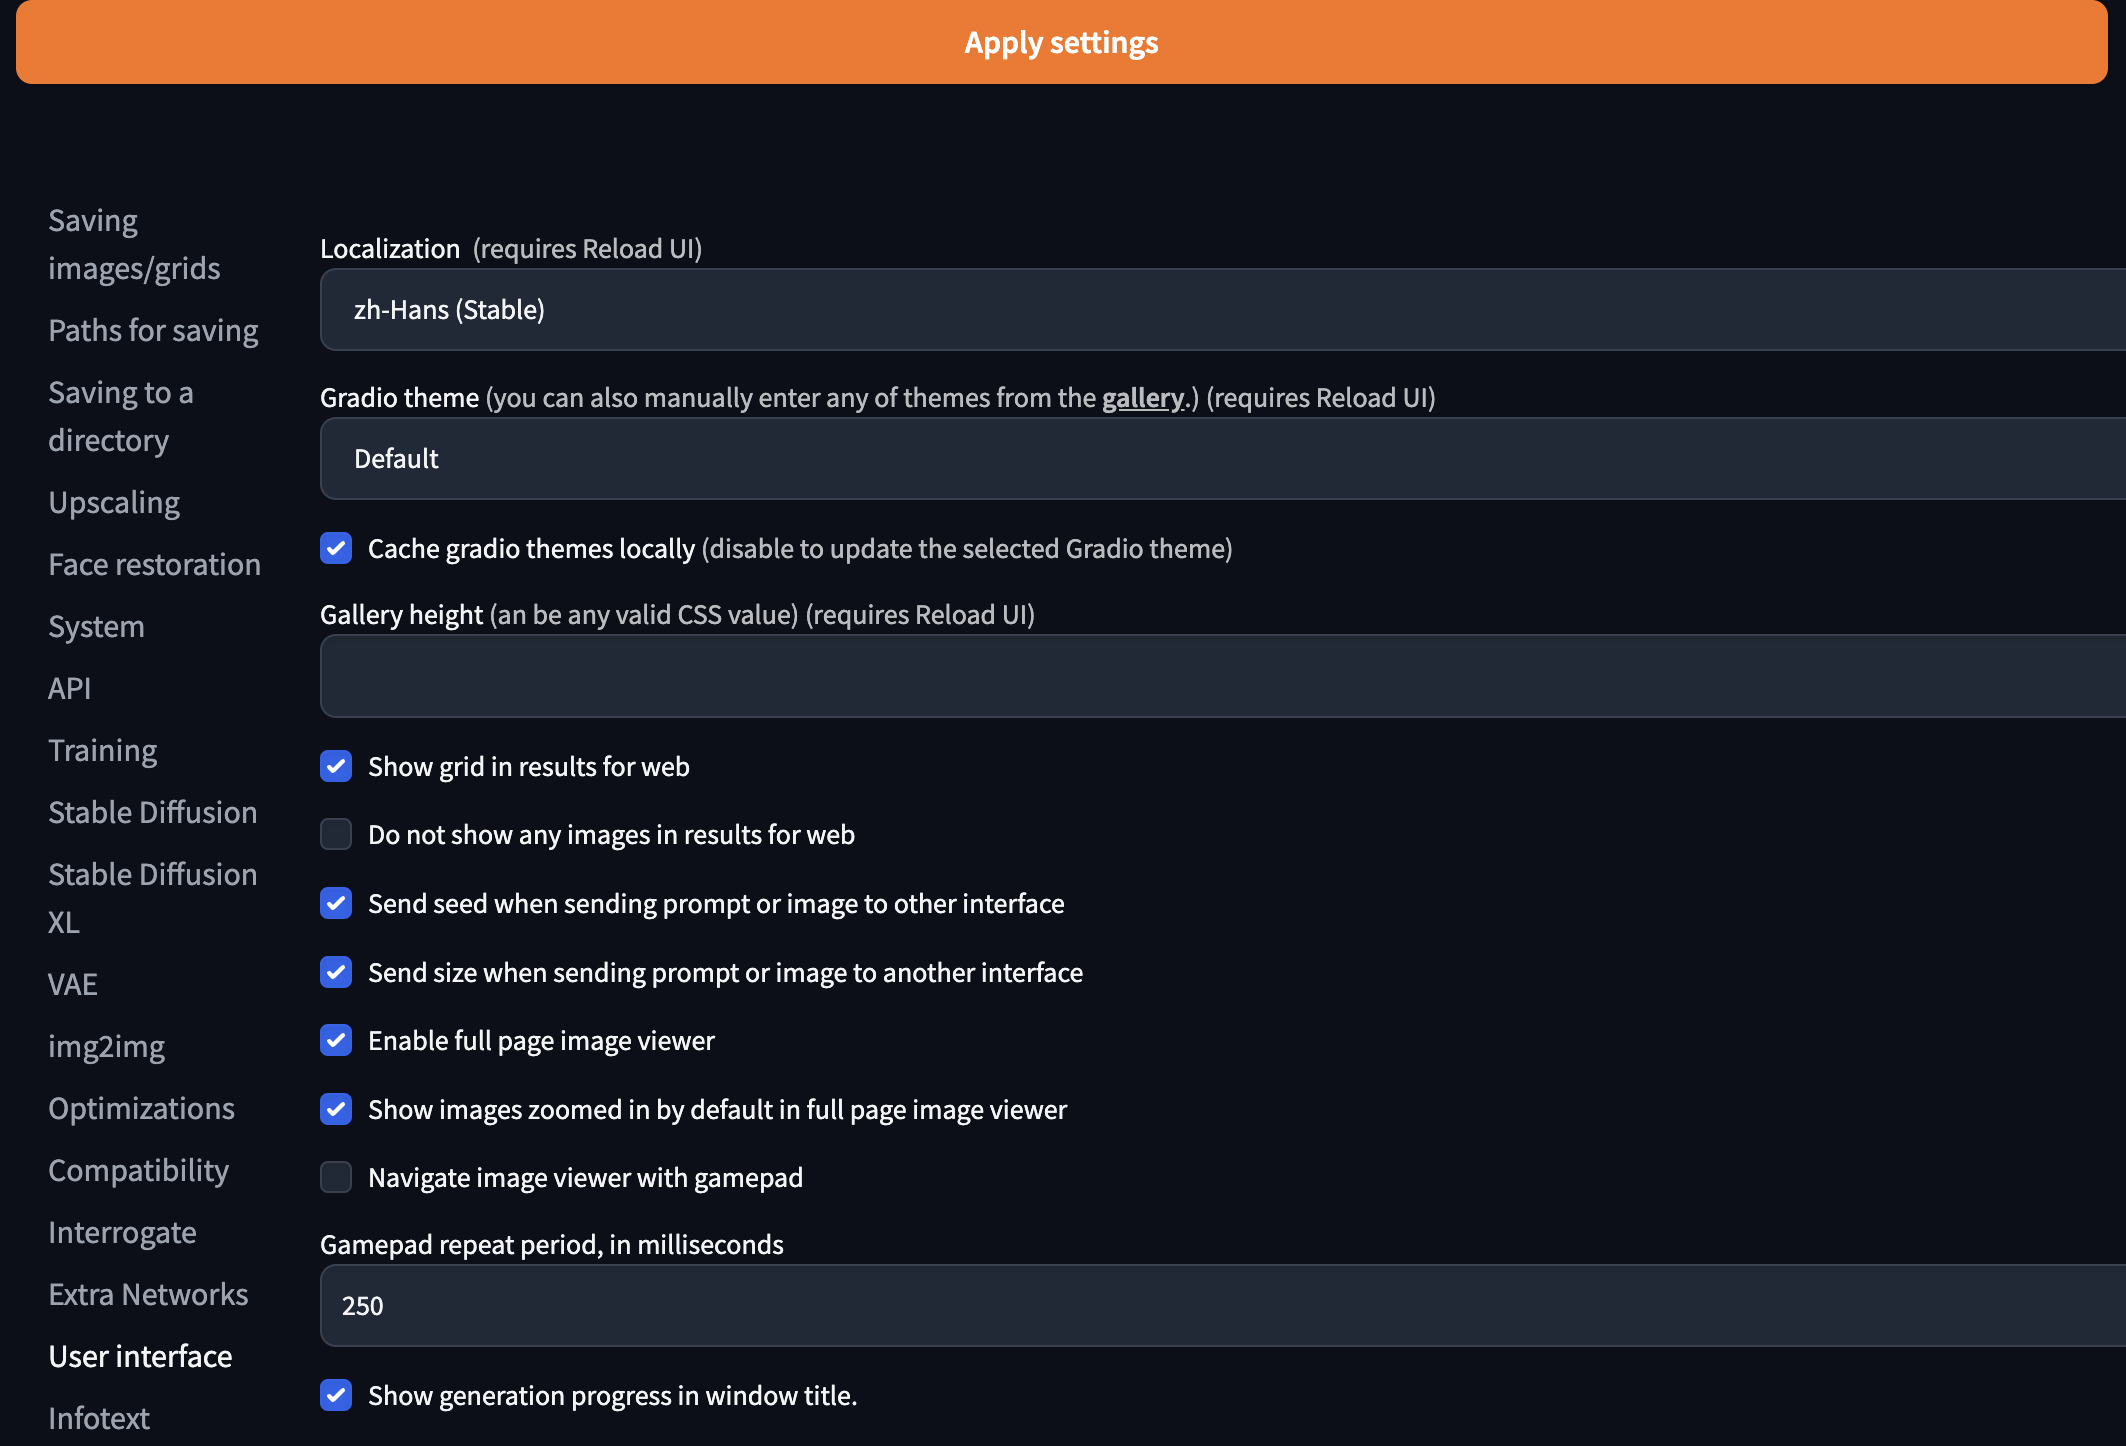 Apply settings
Saving
images/grids
Paths for saving
Saving to a
directory
Upscaling
Face restoration
System
API
Training
Stable Diffusion
Stable Diffusion
XL
VAE
img2img
Optimizations
Compatibility
Interrogate
Extra Networks
User interface
Infotext
Localization (requires Reload UI)
zh-Hans (Stable)
Gradio theme (you can also manually enter any of themes from the gallery.) (requires Reload UI)
Default
Cache gradio themes locally (disable to update the selected Gradio theme)
Gallery height (an be any valid CSS value) (requires Reload UI)
Show grid in results for web
Do not show any images in results for web
Send seed when sending prompt or image to other interface
Send size when sending prompt or image to another interface
Enable full page image viewer
Show images zoomed in by default in full page image viewer
Navigate image viewer with gamepad
Gamepad repeat period, in milliseconds
250
Show generation progress in window title.